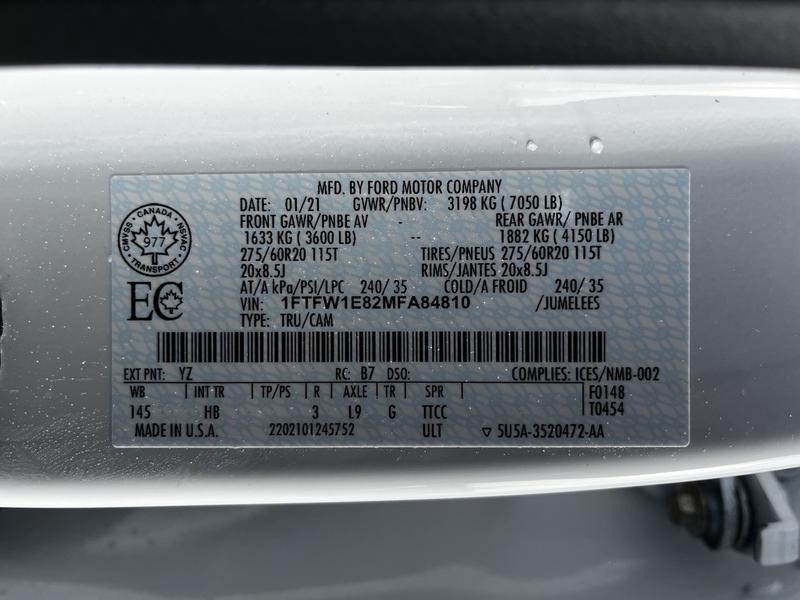 MFD. BY FORD MOTOR COMPANY
DATE: 01/21 GVWR/PNBV: 3198 KG ( 7050 LB)
FRONT GAWR/PNBE AV - REAR GAWR/ PNBE AR
1633 KG ( 3600 LB) -- 1882 KG ( 4150 LB)
275/60R20 115T TIRES/PNEUS 275/60R20 115T
20x8.5J RIMS/JANTES 20x8.5J
AT/A kPa/PSI/LPC 240/ 35 COLD/A FROID 240/ 35
VIN: 1FTFW1E82MFA84810 /JUMELEES
TYPE: TRU/CAM
CANADA
CMVSS 977 NSVAC
TRANSPORT
EC
EXT PNT: YZ RC: B7 DSO: COMPLIES: ICES/NMB-002
WB INT TR TP/PS R AXLE TR SPR F0148
145 HB 3 L9 G TTCC T0454
MADE IN U.S.A. 2202101245752 ULT ▽ 5U5A-3520472-AA